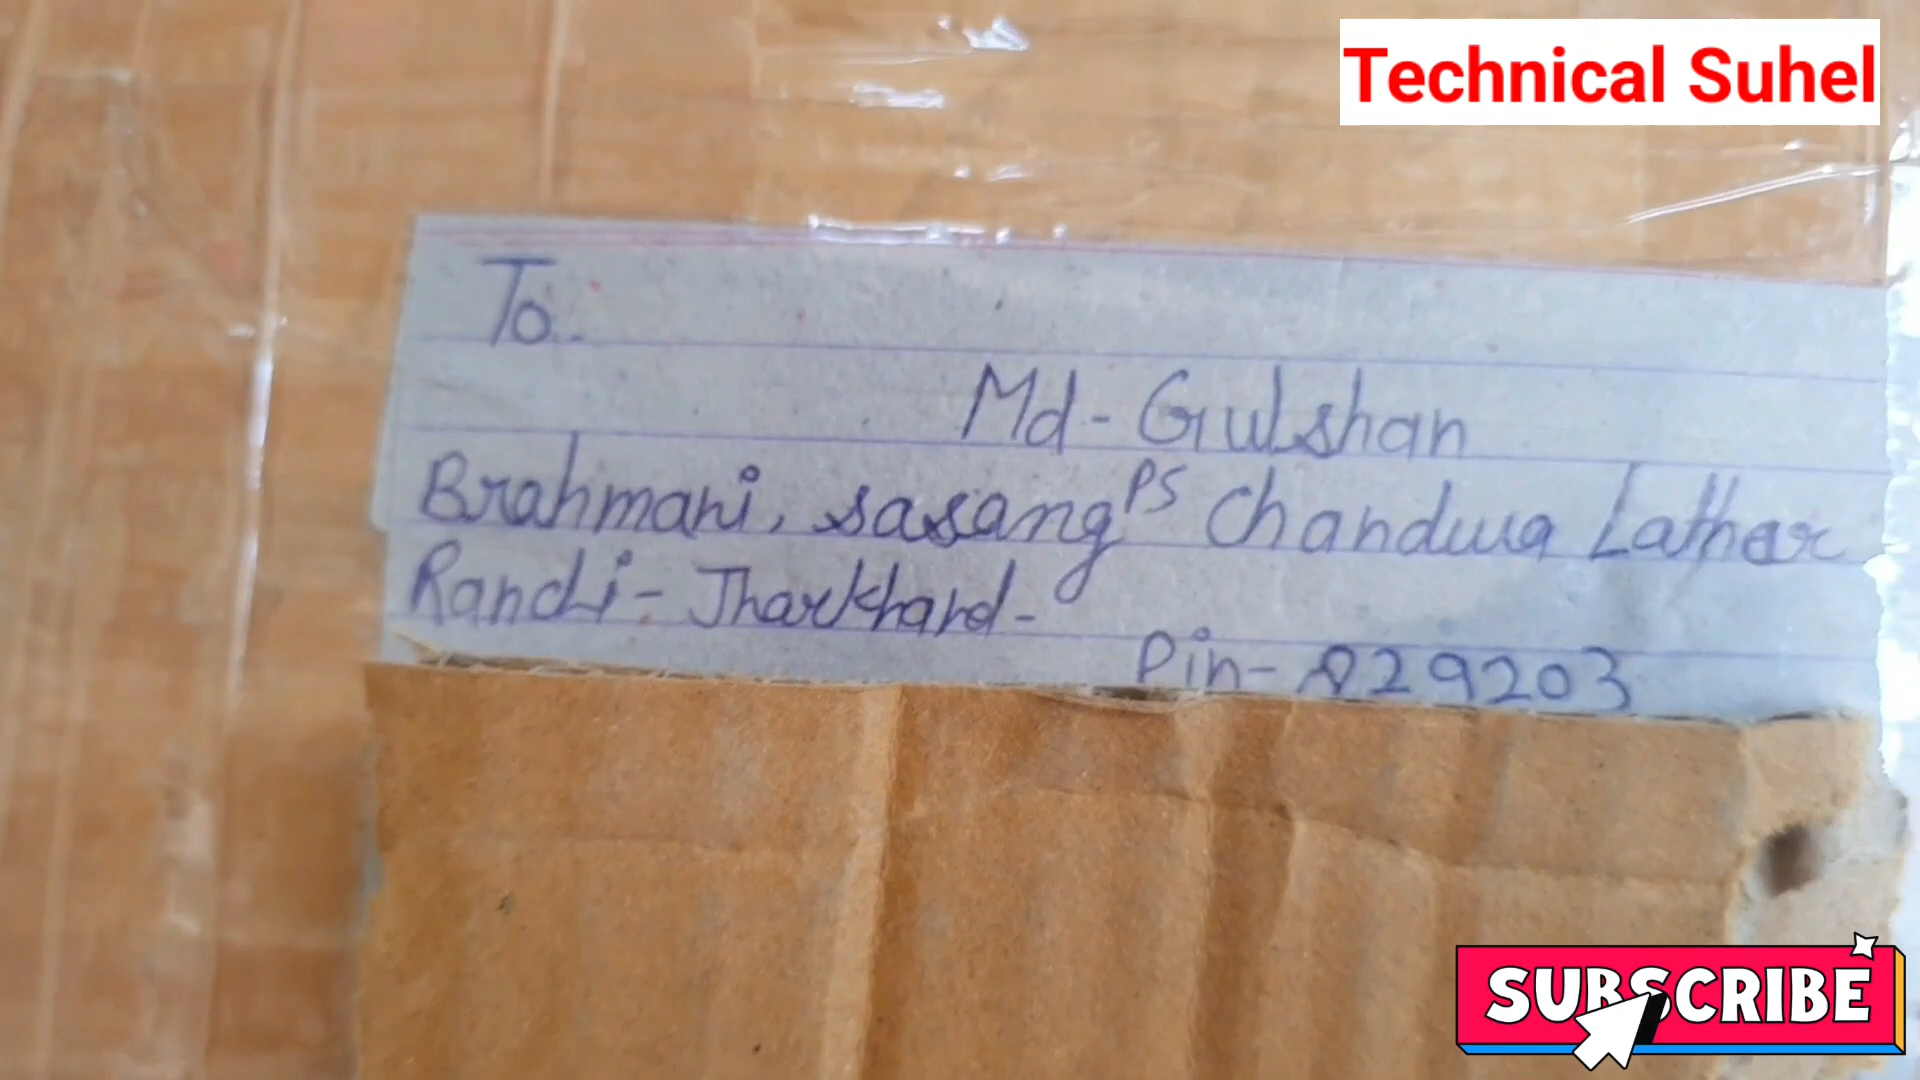 Technical Suhel
To..
Md-Gulshan
Brahmani, sasang PS Chandwa Lathar
Ranchi- Jharkhand-
Pin- 829203
SUBSCRIBE